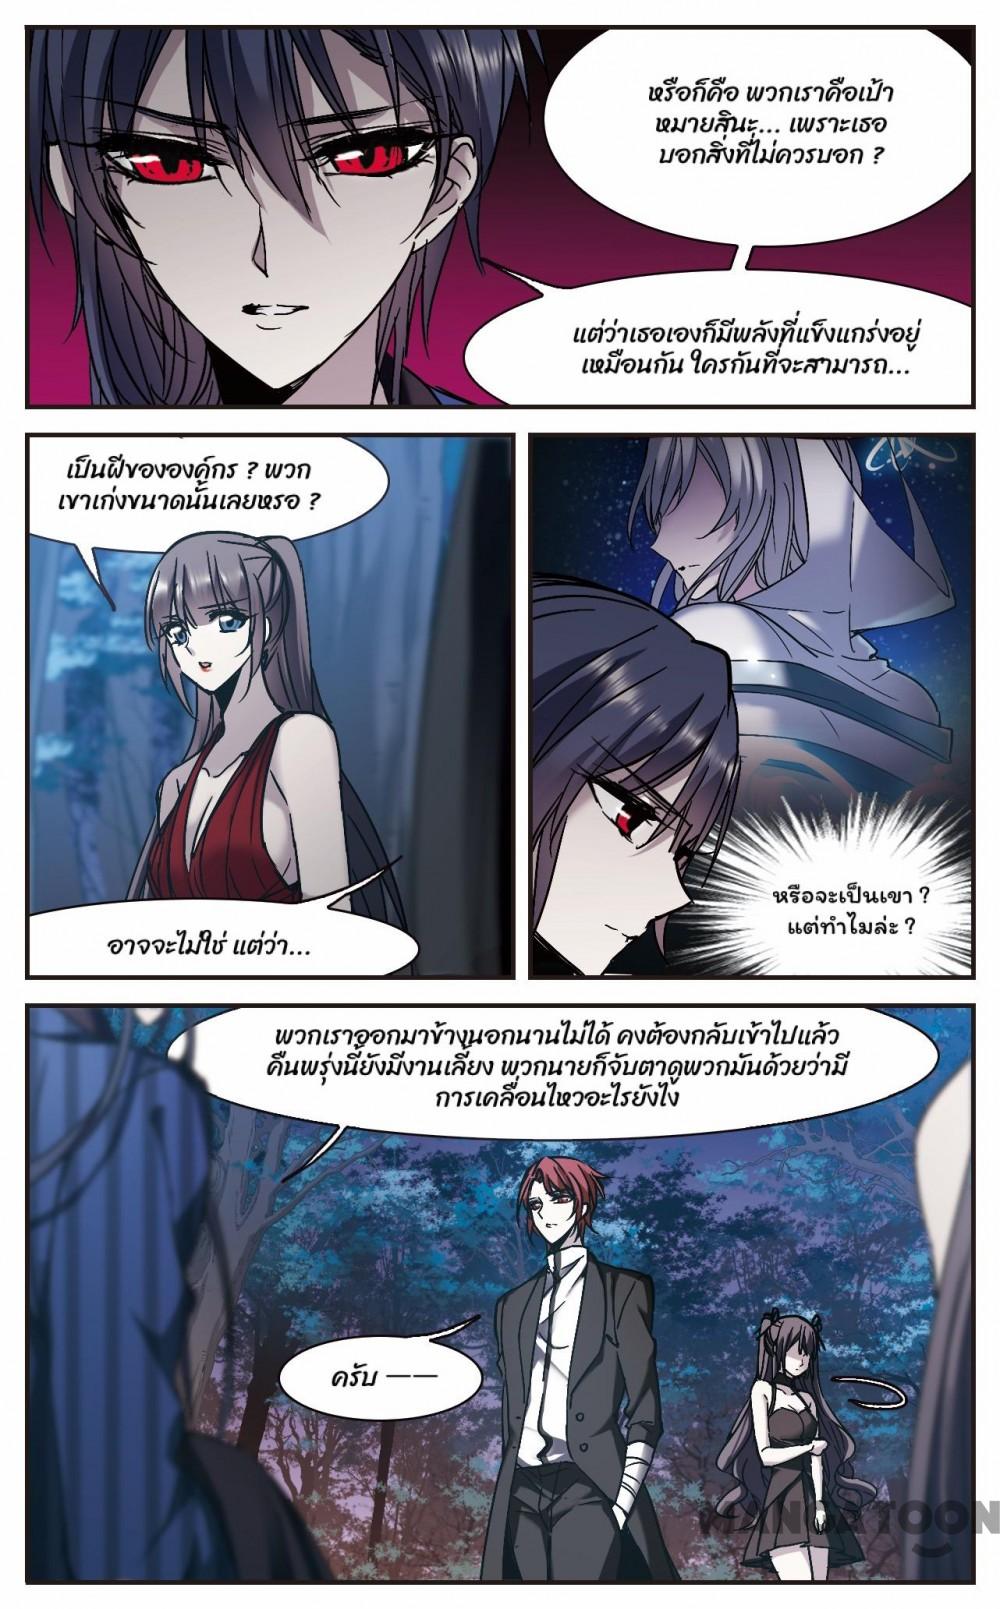 หรือก็คือ พวกเราคือเป้า
หมายสินะ... เพราะเธอ
บอกสิ่งที่ไม่ควรบอก ?
แต่ว่าเธอเองก็มีพลังที่แข็งแกร่งอยู่
เหมือนกัน ใครกันที่จะสามารถ...
เป็นฝีขององค์กร ? พวก
เขาเก่งขนาดนั้นเลยหรอ ?
อาจจะไม่ใช่ แต่ว่า...
หรือจะเป็นเขา ?
แต่ทำไมล่ะ ?
พวกเราออกมาข้างนอกนานไม่ได้ คงต้องกลับเข้าไปแล้ว
คืนพรุ่งนี้ยังมีงานเลี้ยง พวกนายก็จับตาดูพวกมันด้วยว่ามี
การเคลื่อนไหวอะไรยังไง
ครับ ——
MANGATOON